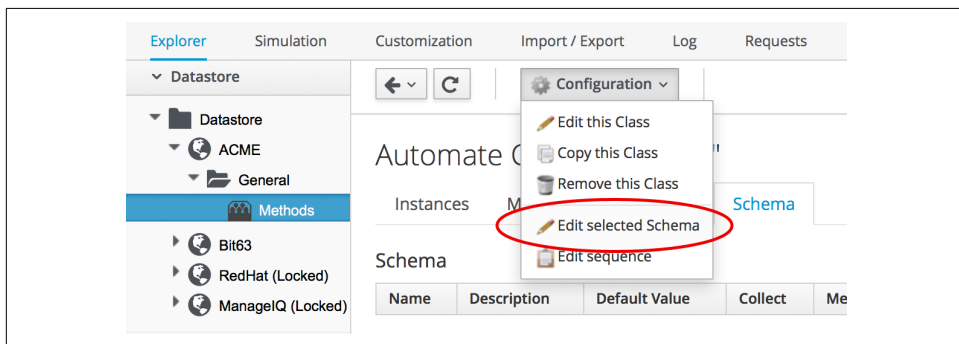 Explorer Simulation Customization Import / Export Log Requests
Datastore
Configuration
Datastore
ACME
General
Methods
Bit63
RedHat (Locked)
ManageIQ (Locked)
Edit this Class
Copy this Class
Remove this Class
Edit selected Schema
Edit sequence
Automate "
Instances Schema
Schema
Name Description Default Value Collect